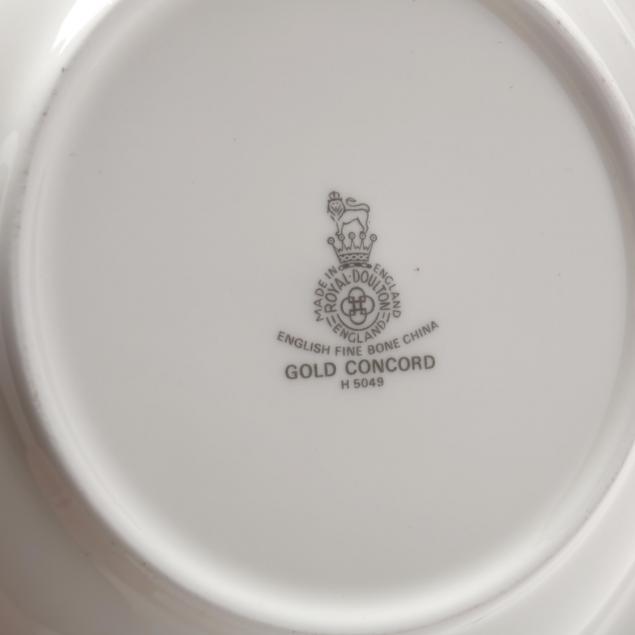 MADE IN ENGLAND
ROYAL·DOULTON
ENGLAND
ENGLISH FINE BONE CHINA
GOLD CONCORD
H 5049